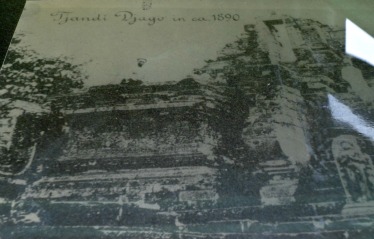 Tjandi Djago in ca. 1890